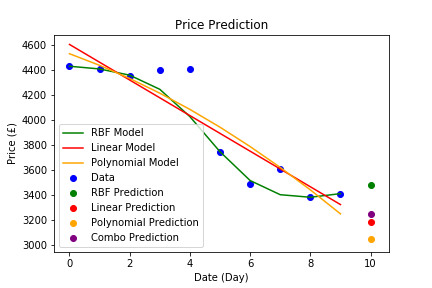 Price Prediction
Price (£)
4600
4400
4200
4000
3800
3600
3400
3200
3000
RBF Model
Linear Model
Polynomial Model
Data
RBF Prediction
Linear Prediction
Polynomial Prediction
Combo Prediction
0 2 4 6 8 10
Date (Day)